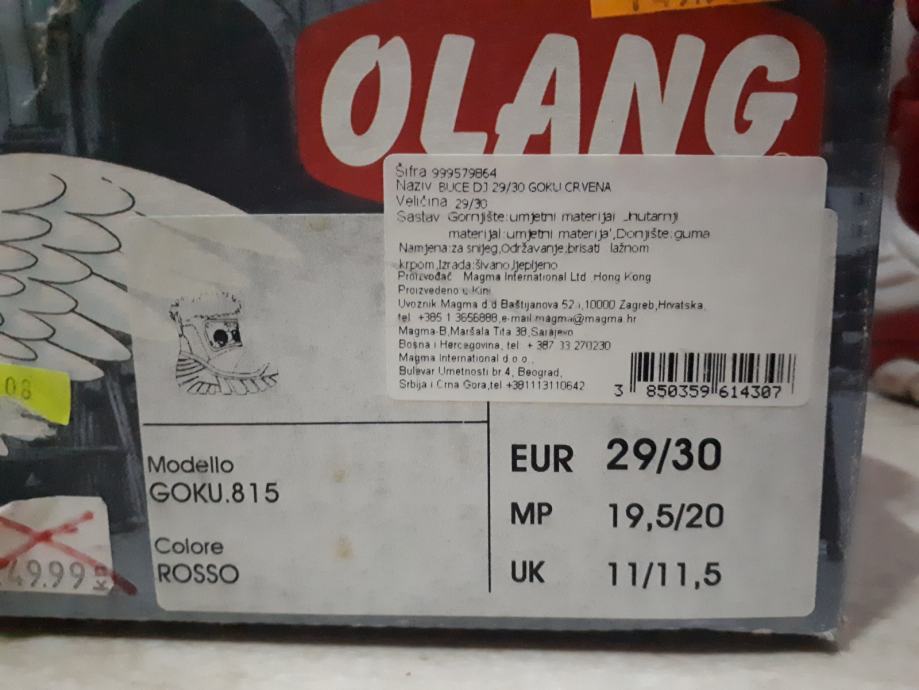 OLANG
Šifra 999579864
Naziv BUCE DJ 29/30 GOKU CRVENA
Veličina 29/30
Sastav Gornjište:umjetni materijal
materijal:umjetni materijal,Donjište:guma
Namjena:za snijeg,Održavanje:brisati
krpom,Izrada:šivano,ljepljeno
Proizvođač Magma International Ltd Hong Kong
Proizvedeno u Kini
Uvoznik Magma d d Baštijanova 52 ,10000 Zagreb,Hrvatska
tel +385 1 3656888,e-mail magma@magma.hr
Magma-B,Maršala Tita 38,Sarajevo
Bosna i Hercegovina, tel + 387 33 270230
Magma International d o o,
Bulevar Umetnosti br 4, Beograd,
Srbija i Crna Gora,tel +381113110642
3 850359 614307
08
Modello
GOKU.815
Colore
ROSSO
EUR 29/30
MP 19,5/20
UK 11/11,5
49.99